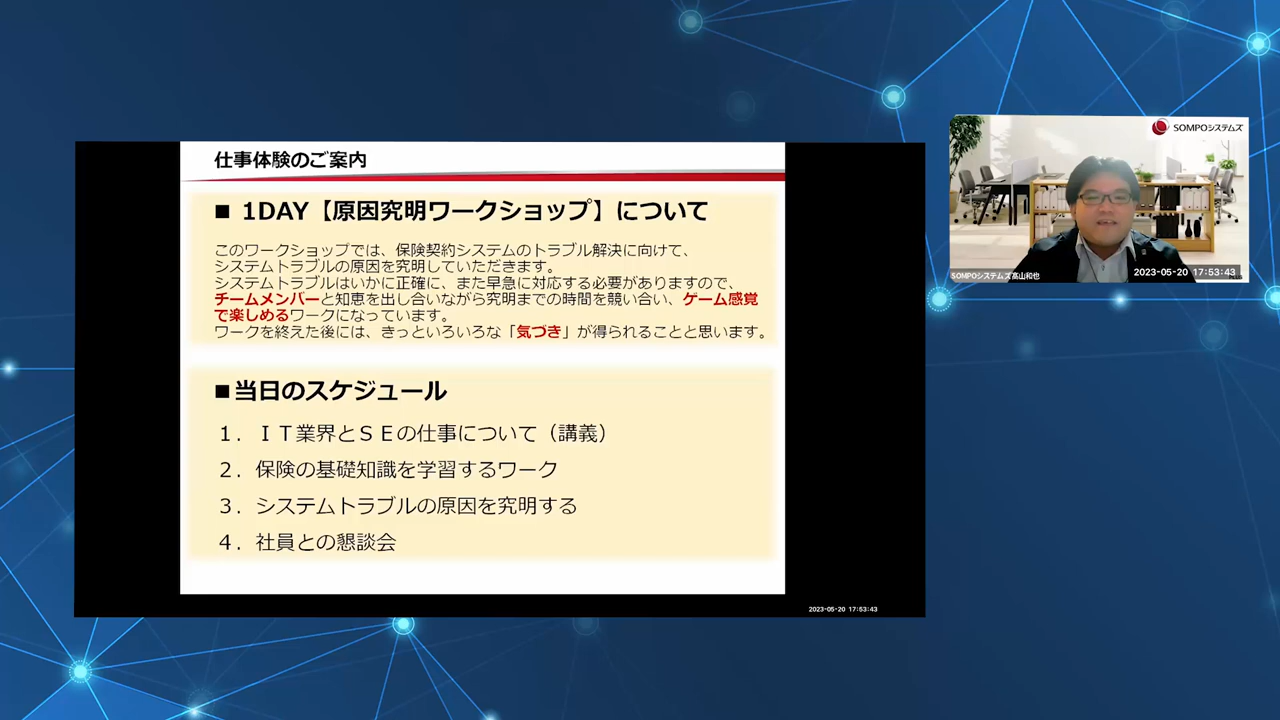 仕事体験のご案内
■ 1DAY【原因究明ワークショップ】について
このワークショップでは、保険契約システムのトラブル解決に向けて、
システムトラブルの原因を究明していただきます。
システムトラブルはいかに正確に、また早急に対応する必要がありますので、
チームメンバーと知恵を出し合いながら究明までの時間を競い合い、ゲーム感覚
で楽しめるワークになっています。
ワークを終えた後には、きっといろいろな「気づき」が得られることと思います。
■当日のスケジュール
１．ＩＴ業界とＳＥの仕事について（講義）
２．保険の基礎知識を学習するワーク
３．システムトラブルの原因を究明する
４．社員との懇談会
2023-05-20 17:53:43
SOMPOシステムズ
SOMPOシステムズ髙山和也
2023-05-20 17:53:43